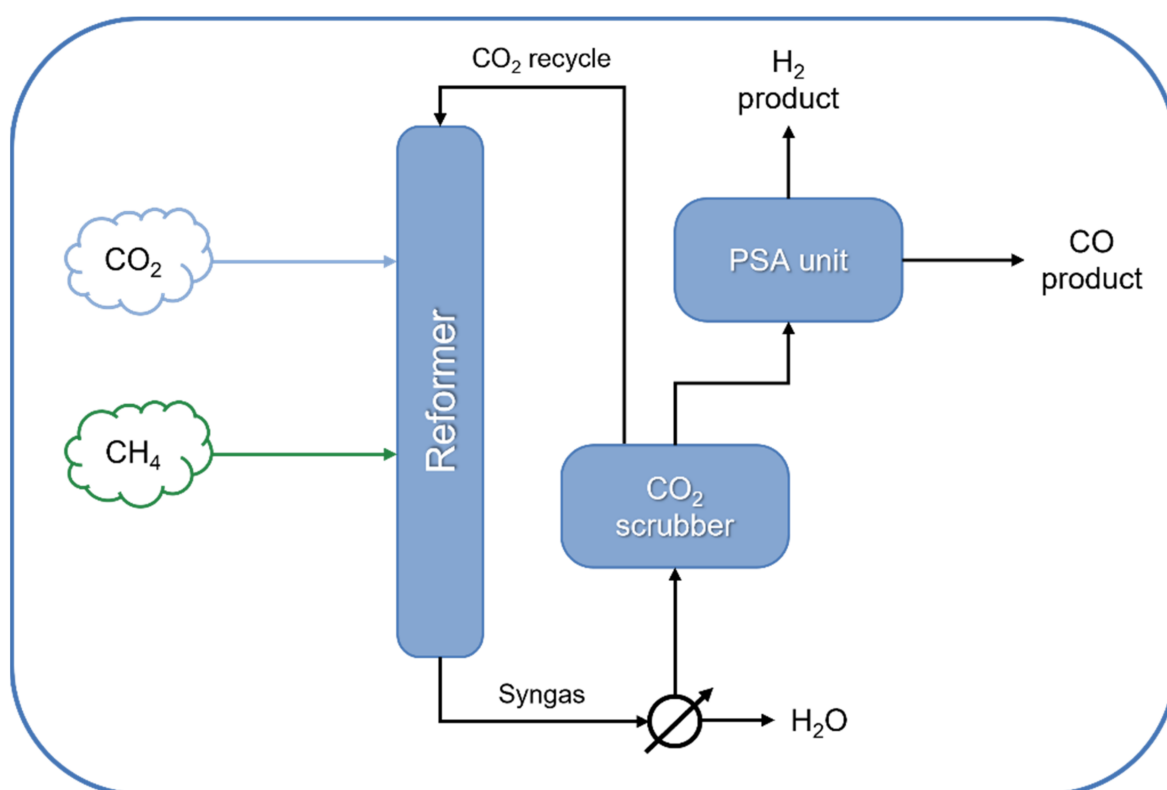 CO₂ recycle
H₂
product
CO₂
PSA unit
CO
product
Reformer
CH₄
CO₂
scrubber
Syngas
H₂O